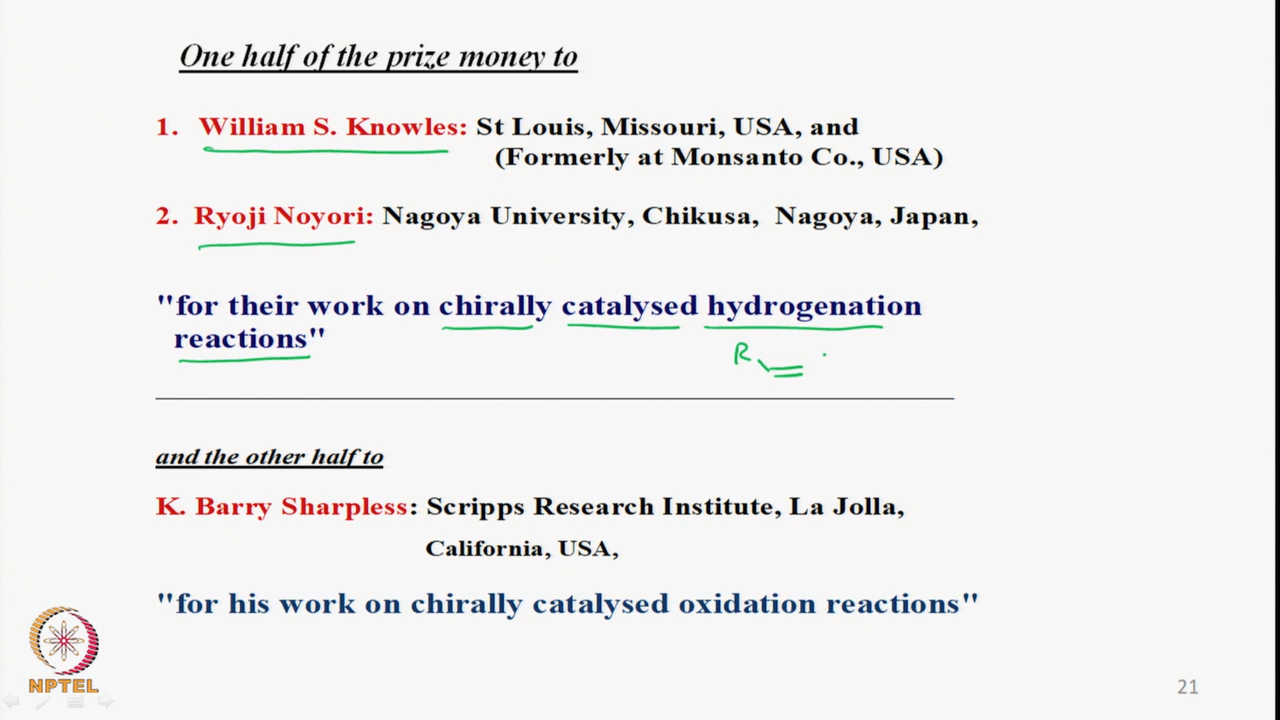 One half of the prize money to
1. William S. Knowles: St Louis, Missouri, USA, and
(Formerly at Monsanto Co., USA)
2. Ryoji Noyori: Nagoya University, Chikusa, Nagoya, Japan,
"for their work on chirally catalysed hydrogenation
reactions"
R
and the other half to
K. Barry Sharpless: Scripps Research Institute, La Jolla,
California, USA,
"for his work on chirally catalysed oxidation reactions"
NPTEL
21